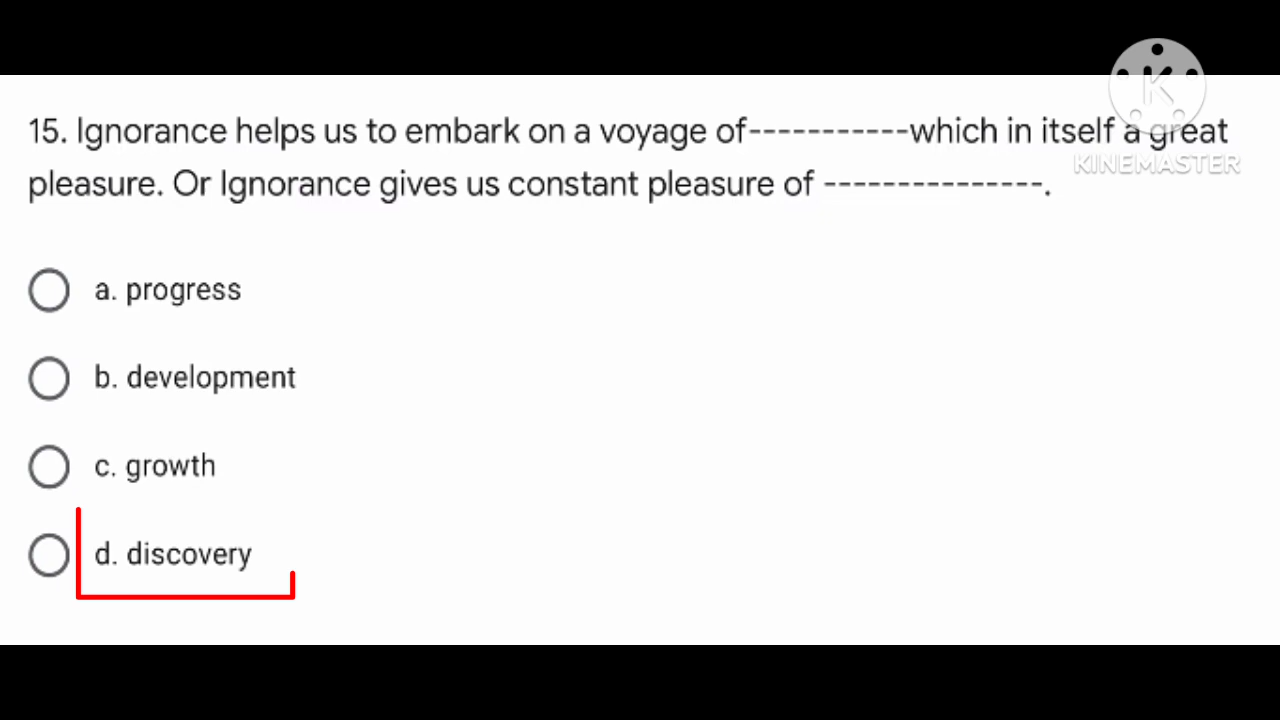 15. Ignorance helps us to embark on a voyage of-----------which in itself a great
pleasure. Or Ignorance gives us constant pleasure of ---------------.
KINEMASTER
a. progress
b. development
c. growth
d. discovery